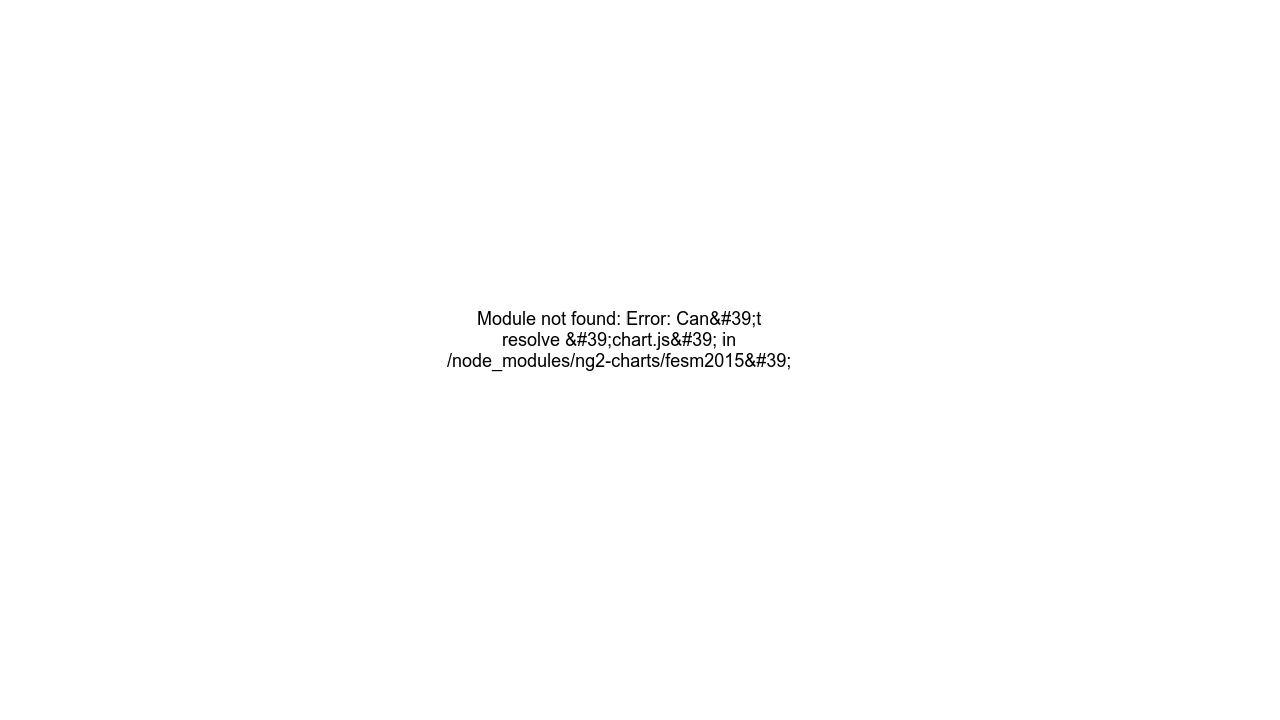 Module not found: Error: Can&#39;t
resolve &#39;chart.js&#39; in
/node_modules/ng2-charts/fesm2015&#39;